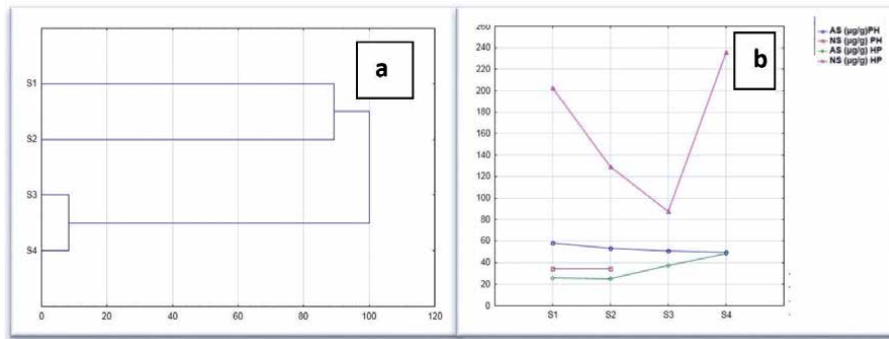 a
S1
S2
S3
S4
0 20 40 60 80 100 120
b
260
240
220
200
180
160
140
120
100
80
60
40
20
0
S1 S2 S3 S4
AS (µg/g)PH
NS (µg/g) PH
AS (µg/g) HP
NS (µg/g) HP